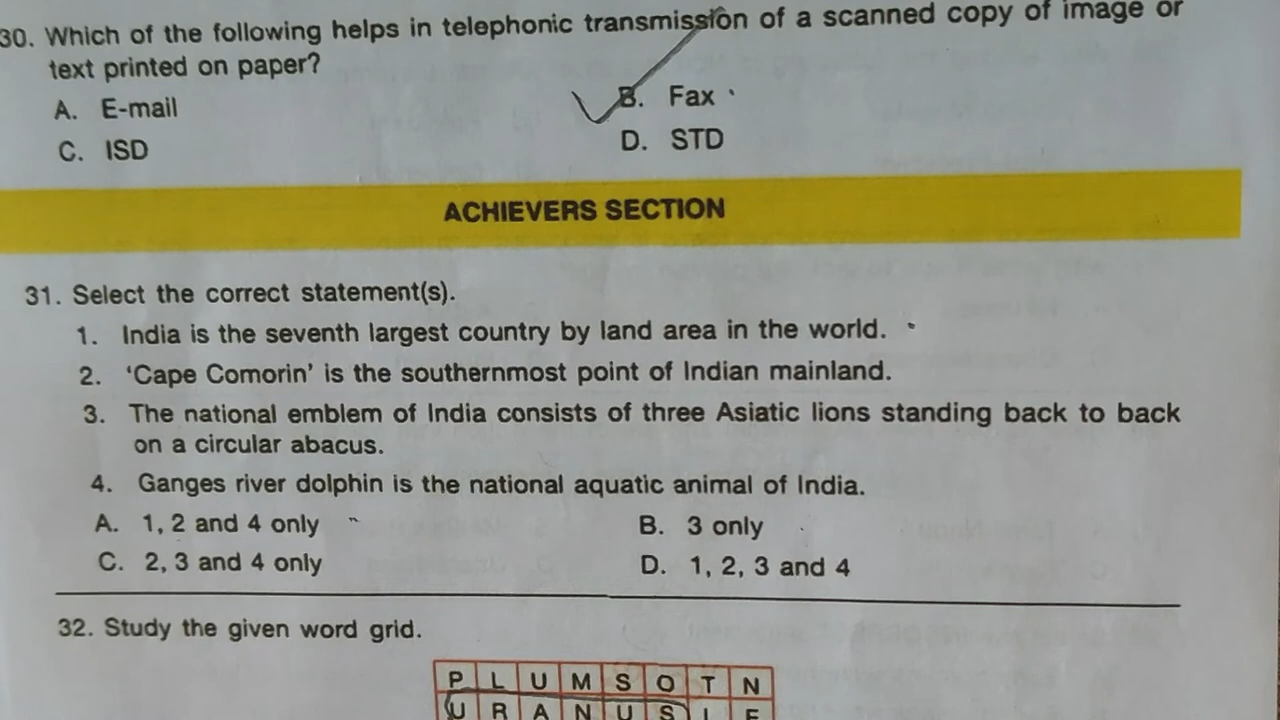 30. Which of the following helps in telephonic transmission of a scanned copy of image or
text printed on paper?
A. E-mail
B. Fax
C. ISD
D. STD
ACHIEVERS SECTION
31. Select the correct statement(s).
1. India is the seventh largest country by land area in the world.
2. 'Cape Comorin' is the southernmost point of Indian mainland.
3. The national emblem of India consists of three Asiatic lions standing back to back
on a circular abacus.
4. Ganges river dolphin is the national aquatic animal of India.
A. 1, 2 and 4 only
B. 3 only
C. 2, 3 and 4 only
D. 1, 2, 3 and 4
32. Study the given word grid.
P L U M S O T N
U R A N U S I E